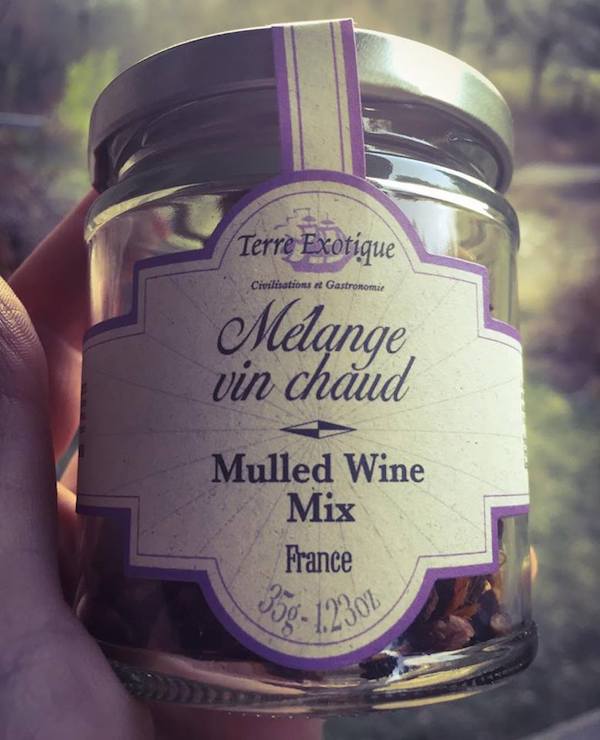 Terre Exotique
Civilisations et Gastronomie
Mélange
vin chaud
Mulled Wine
Mix
France
35g - 1.23oz